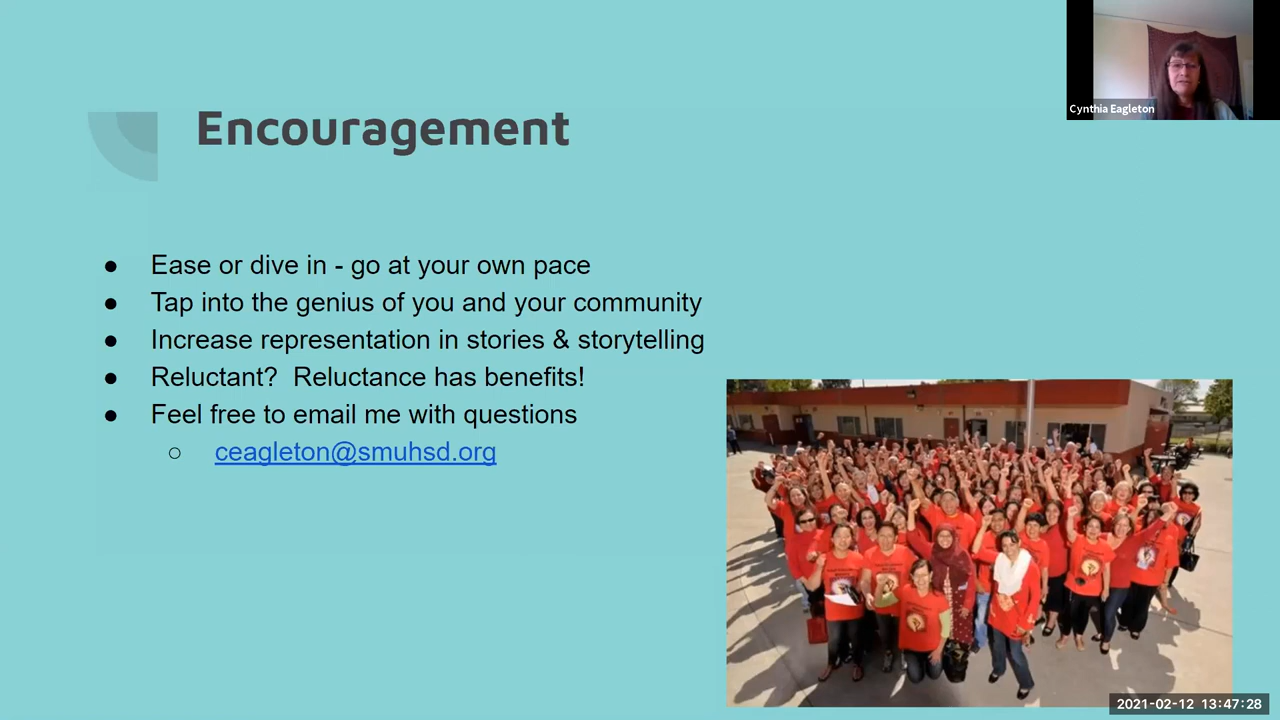 Cynthia Eagleton
Encouragement
● Ease or dive in - go at your own pace
● Tap into the genius of you and your community
● Increase representation in stories & storytelling
● Reluctant?  Reluctance has benefits!
● Feel free to email me with questions
○ ceagleton@smuhsd.org
2021-02-12 13:47:28